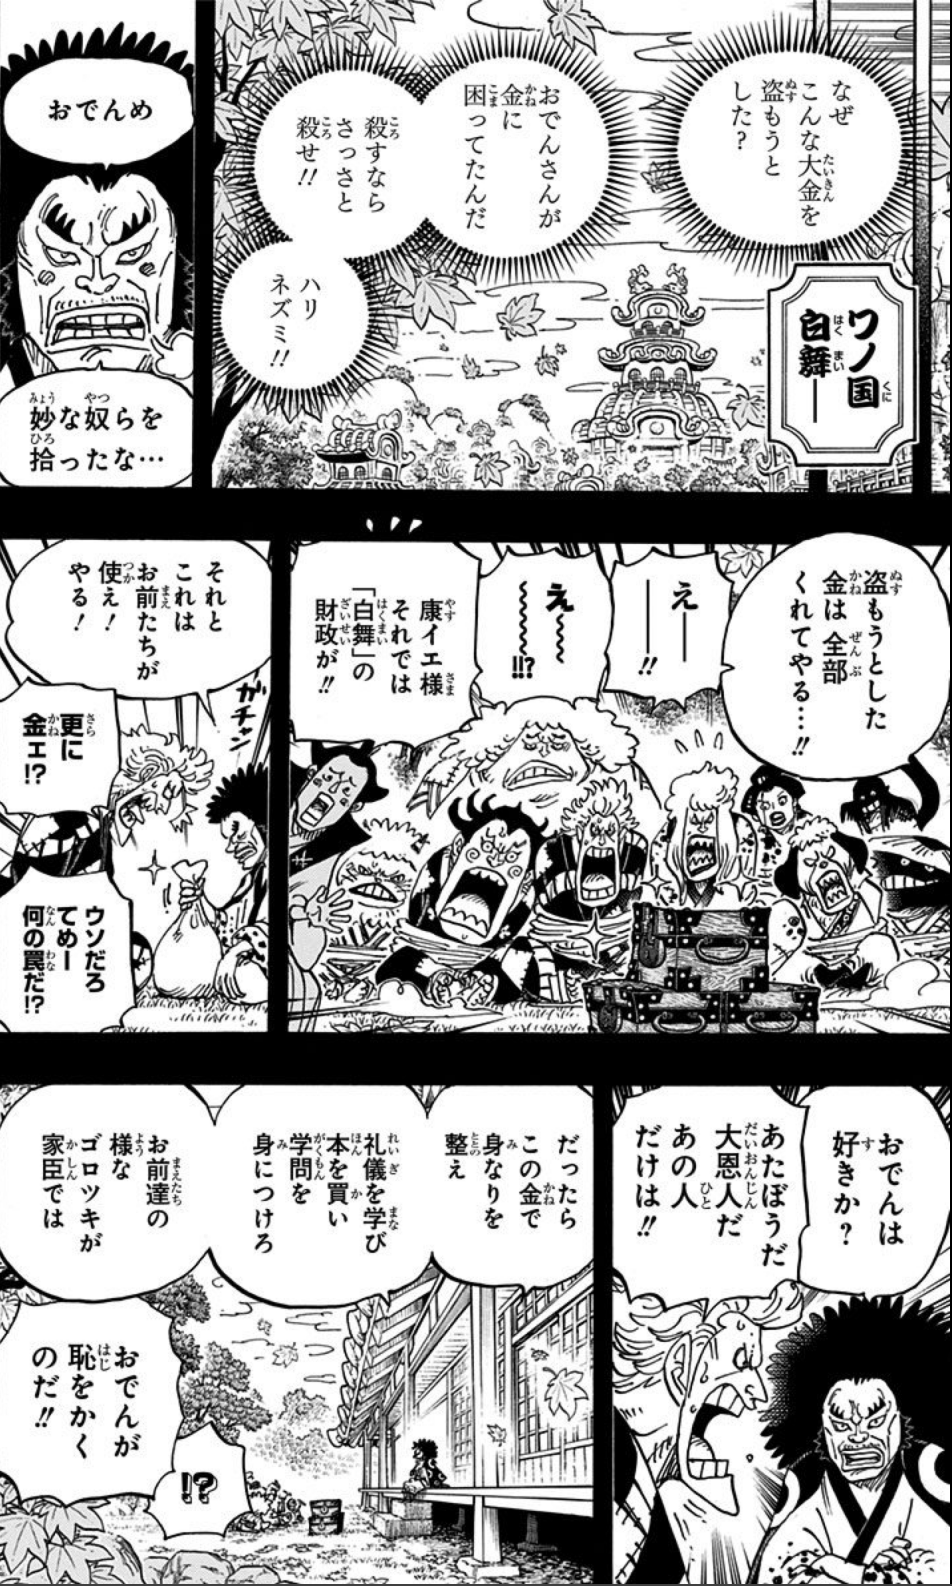 なぜ
こんな大金を
盗もうと
した？
ワノ国
白舞―
おでんさんが
金に
困ってたんだ
殺すなら
さっさと
殺せ!!
ハリ
ネズミ!!
おでんめ
妙な奴らを
拾ったな…
盗もうとした
金は全部
くれてやる…!!
え――
――!!
え〜〜
〜〜!!?
康イエ様
それでは
「白舞」の
財政が!!
それと
これは
お前たちが
使え！
やる！
ガチャン
更に
金ェ!?
ウソだろ
てめー
何の罠だ!?
おでんは
好きか？
あたぼうだ
大恩人だ
あの人
だけは!!
だったら
この金で
身なりを
整え
礼儀を学び
本を買い
学問を
身につけろ
お前達の
様な
ゴロツキが
家臣では
おでんが
恥をかく
のだ!!
!?